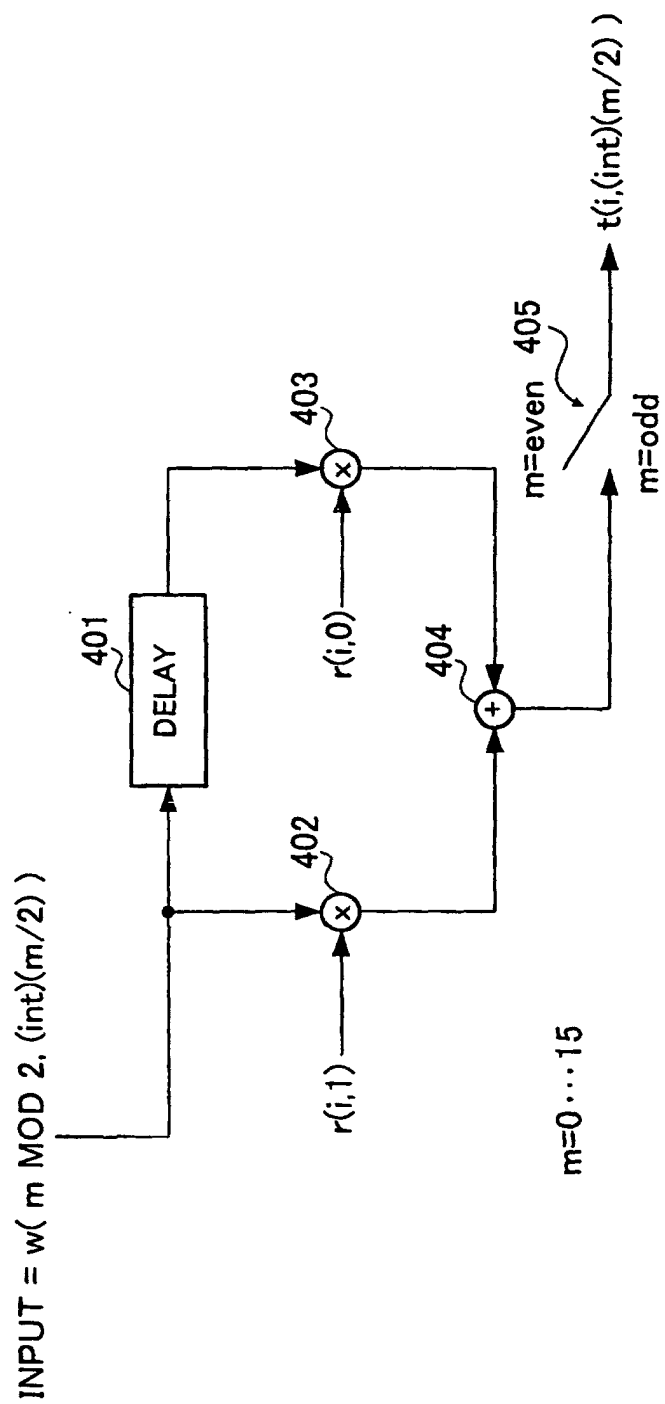 INPUT = w( m MOD 2, (int)(m/2) )
401
DELAY
402
403
r(i,1)
r(i,0)
404
m=even
405
t(i,(int)(m/2) )
m=odd
m=0···15